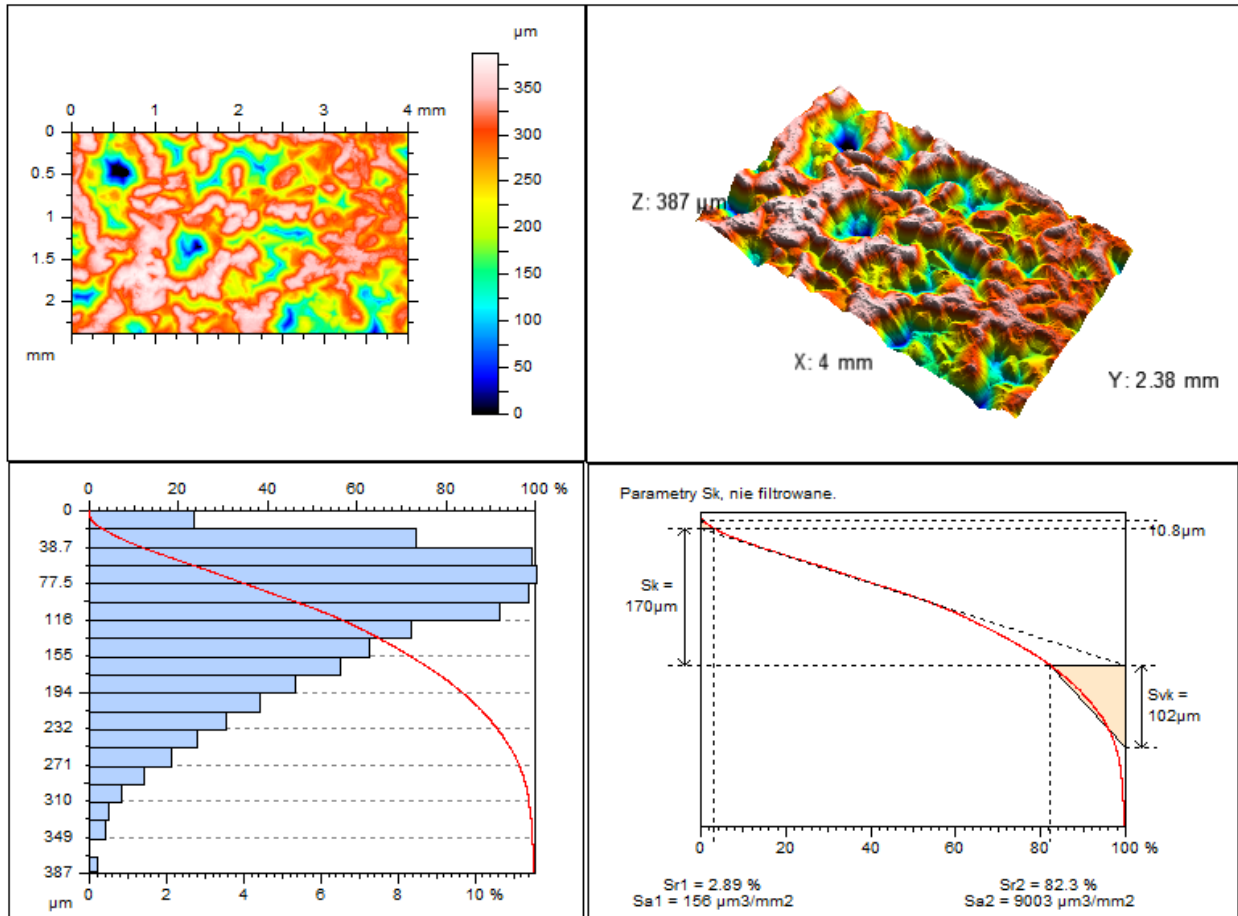 µm
0 1 2 3 4 mm
0
0.5
1
1.5
2
mm
350
300
250
200
150
100
50
0
Z: 387 µm
X: 4 mm
Y: 2.38 mm
0 20 40 60 80 100 %
0
38.7
77.5
116
155
194
232
271
310
349
387
0 2 4 6 8 10 %
µm
Parametry Sk, nie filtrowane.
10.8µm
Sk =
170µm
Svk =
102µm
0 20 40 60 80 100 %
Sr1 = 2.89 % Sr2 = 82.3 %
Sa1 = 156 µm3/mm2 Sa2 = 9003 µm3/mm2